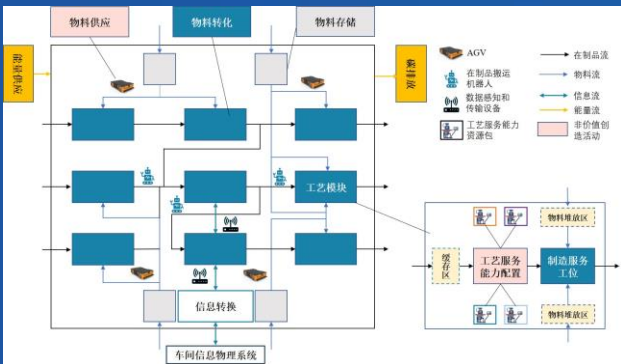 物料供应
物料转化
物料存储
能量供应
碳排放
工艺模块
信息转换
车间信息物理系统
AGV
在制品搬运
机器人
数据感知和
传输设备
工艺服务能力
资源包
在制品流
物料流
信息流
能量流
非价值创
造活动
物料堆放区
缓存区
工艺服务
能力配置
制造服务
工位
物料堆放区